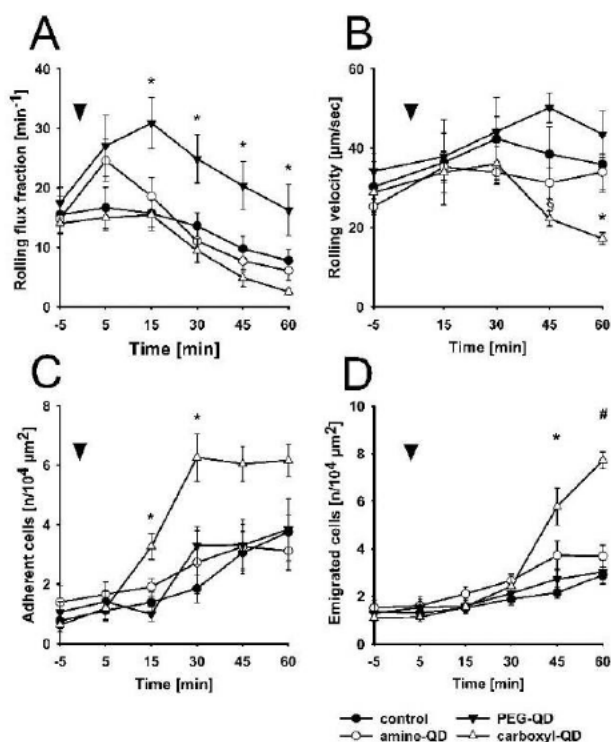 A
Rolling flux fraction [min⁻¹]
40
30
20
10
0
* * * *
-5 5 15 30 45 60
Time [min]
B
Rolling velocity [µm/sec]
80
60
40
20
0
§
*
-5 15 30 45 60
Time [min]
C
Adherent cells [n/10⁴ µm²]
8
6
4
2
0
* *
-5 5 15 30 45 60
Time [min]
D
Emigrated cells [n/10⁴ µm²]
10
8
6
4
2
0
* #
-5 5 15 30 45 60
Time [min]
control PEG-QD
amino-QD carboxyl-QD